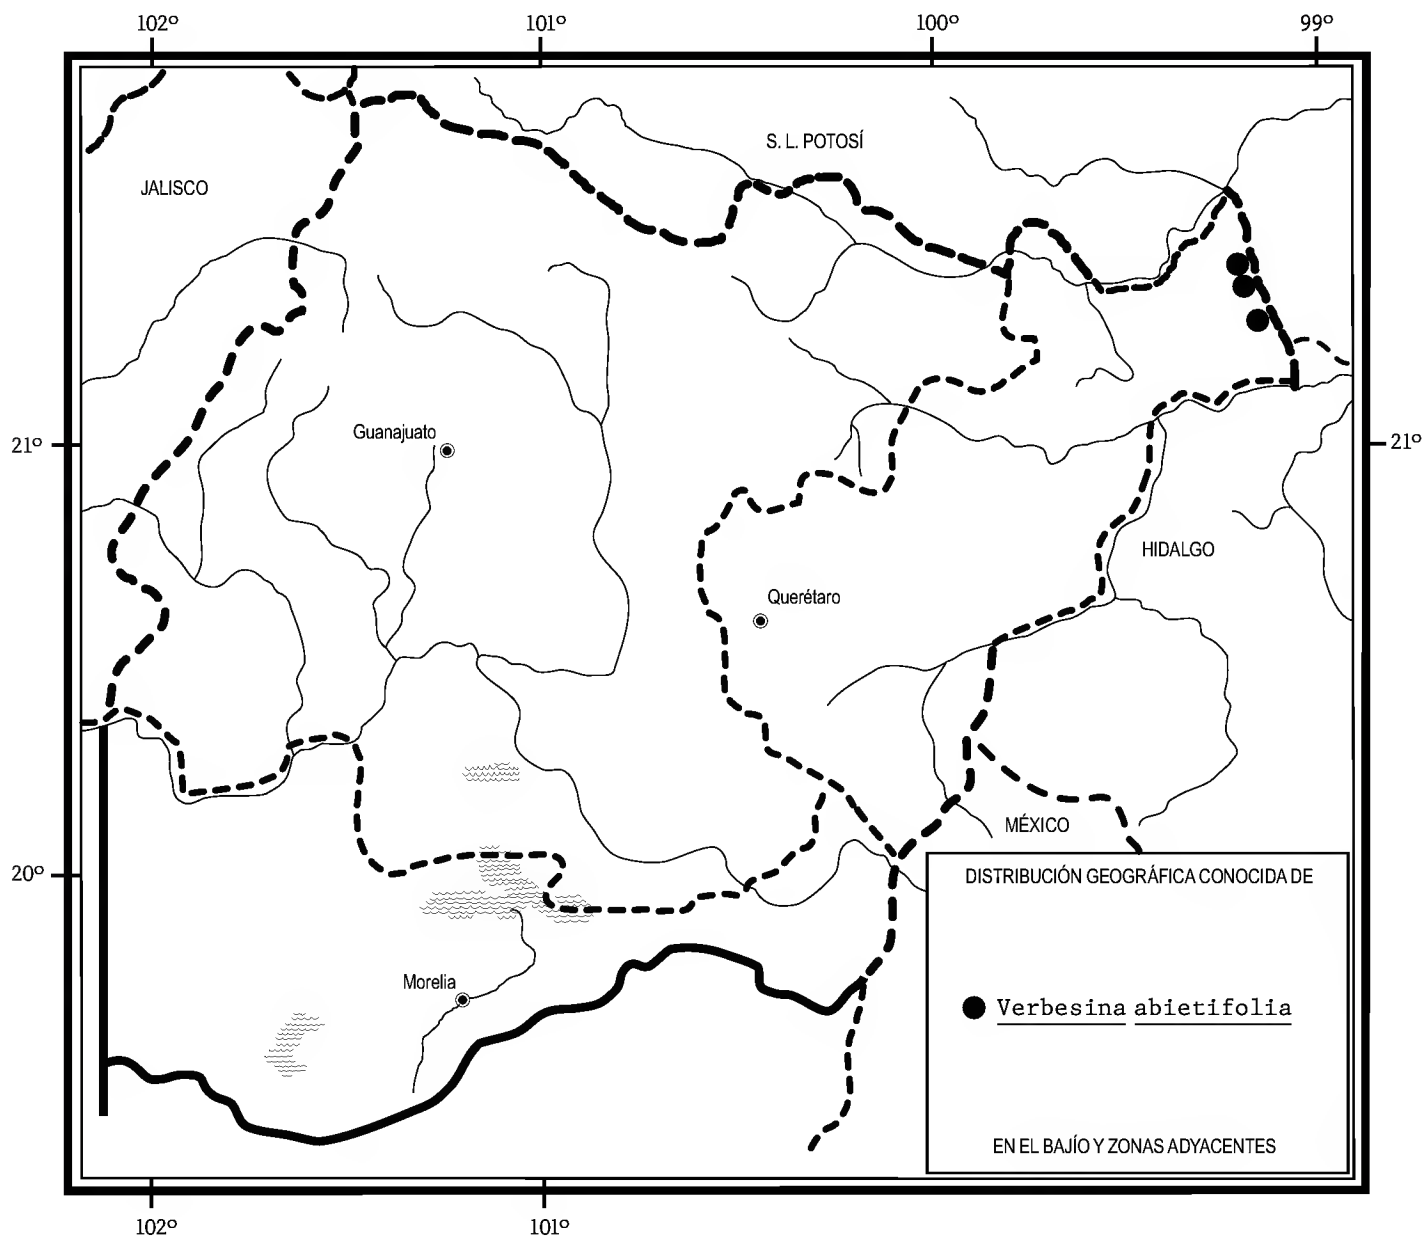 102º 101º 100º 99º
S. L. POTOSÍ
JALISCO
Guanajuato
21º 21º
HIDALGO
Querétaro
MÉXICO
20º
DISTRIBUCIÓN GEOGRÁFICA CONOCIDA DE
Morelia
Verbesina abietifolia
EN EL BAJÍO Y ZONAS ADYACENTES
102º 101º